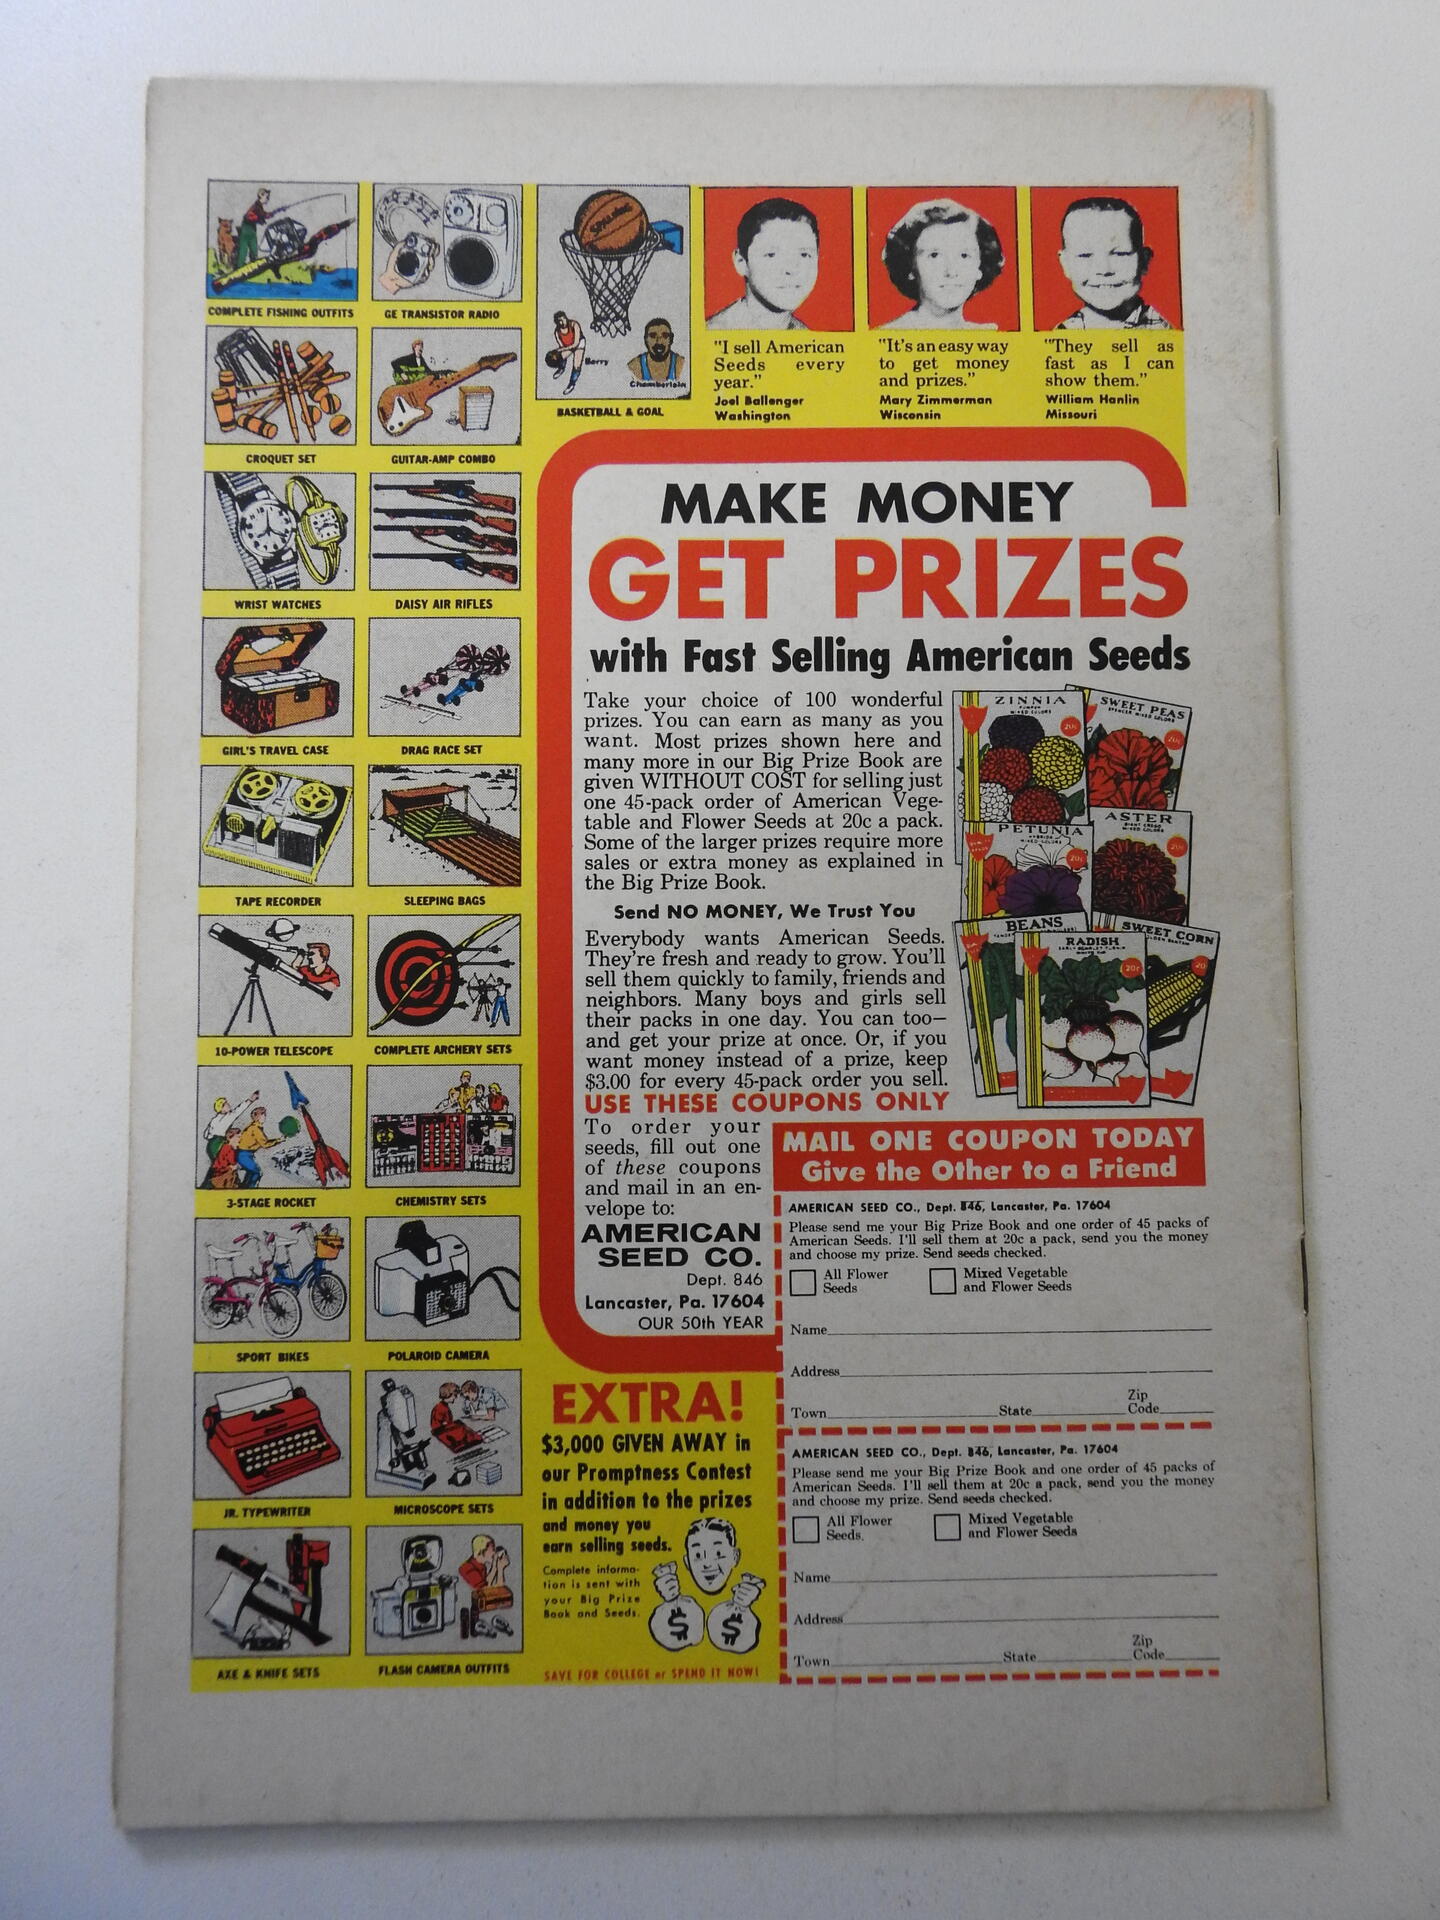 COMPLETE FISHING OUTFITS
GE TRANSISTOR RADIO
CROQUET SET
GUITAR-AMP COMBO
WRIST WATCHES
DAISY AIR RIFLES
GIRL'S TRAVEL CASE
DRAG RACE SET
TAPE RECORDER
SLEEPING BAGS
10-POWER TELESCOPE
COMPLETE ARCHERY SETS
3-STAGE ROCKET
CHEMISTRY SETS
SPORT BIKES
POLAROID CAMERA
JR. TYPEWRITER
MICROSCOPE SETS
AXE & KNIFE SETS
FLASH CAMERA OUTFITS
SPALDING
Barry
Chamberlain
BASKETBALL & GOAL
"I sell American
Seeds every
year."
Joel Ballenger
Washington
"It's an easy way
to get money
and prizes."
Mary Zimmerman
Wisconsin
"They sell as
fast as I can
show them."
William Hanlin
Missouri
MAKE MONEY
GET PRIZES
with Fast Selling American Seeds
Take your choice of 100 wonderful
prizes. You can earn as many as you
want. Most prizes shown here and
many more in our Big Prize Book are
given WITHOUT COST for selling just
one 45-pack order of American Vege-
table and Flower Seeds at 20c a pack.
Some of the larger prizes require more
sales or extra money as explained in
the Big Prize Book.
Send NO MONEY, We Trust You
Everybody wants American Seeds.
They're fresh and ready to grow. You'll
sell them quickly to family, friends and
neighbors. Many boys and girls sell
their packs in one day. You can too—
and get your prize at once. Or, if you
want money instead of a prize, keep
$3.00 for every 45-pack order you sell.
USE THESE COUPONS ONLY
To order your
seeds, fill out one
of these coupons
and mail in an en-
velope to:
AMERICAN
SEED CO.
Dept. 846
Lancaster, Pa. 17604
OUR 50th YEAR
ZINNIA
MIXED COLORS
20c
SWEET PEAS
SPENCER MIXED COLORS
20c
PETUNIA
MIXED COLORS
20c
ASTER
MIXED COLORS
20c
BEANS
RADISH
20c
SWEET CORN
GOLDEN BANTAM
20
MAIL ONE COUPON TODAY
Give the Other to a Friend
AMERICAN SEED CO., Dept. 846, Lancaster, Pa. 17604
Please send me your Big Prize Book and one order of 45 packs of
American Seeds. I'll sell them at 20c a pack, send you the money
and choose my prize. Send seeds checked.
All Flower
Seeds
Mixed Vegetable
and Flower Seeds
Name
Address
Town State Zip Code
AMERICAN SEED CO., Dept. 846, Lancaster, Pa. 17604
Please send me your Big Prize Book and one order of 45 packs of
American Seeds. I'll sell them at 20c a pack, send you the money
and choose my prize. Send seeds checked.
All Flower
Seeds.
Mixed Vegetable
and Flower Seeds
Name
Address
Town State Zip Code
EXTRA!
$3,000 GIVEN AWAY in
our Promptness Contest
in addition to the prizes
and money you
earn selling seeds.
Complete informa-
tion is sent with
your Big Prize
Book and Seeds.
$ $
SAVE FOR COLLEGE or SPEND IT NOW!